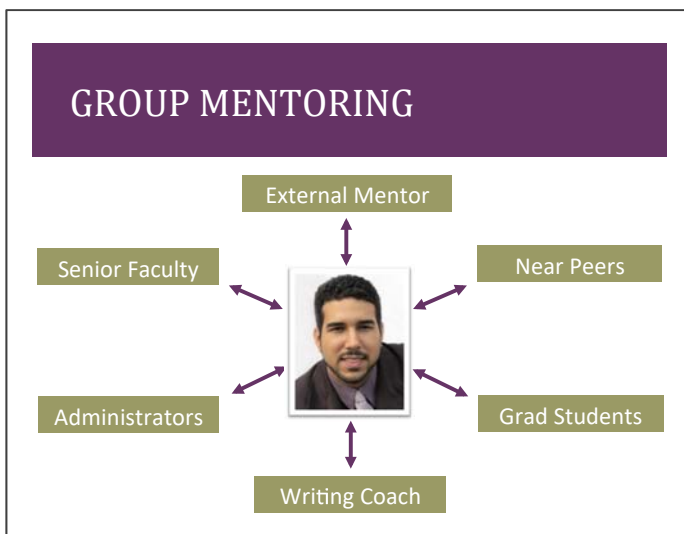 GROUP MENTORING
External Mentor
Senior Faculty
Near Peers
Administrators
Grad Students
Writing Coach